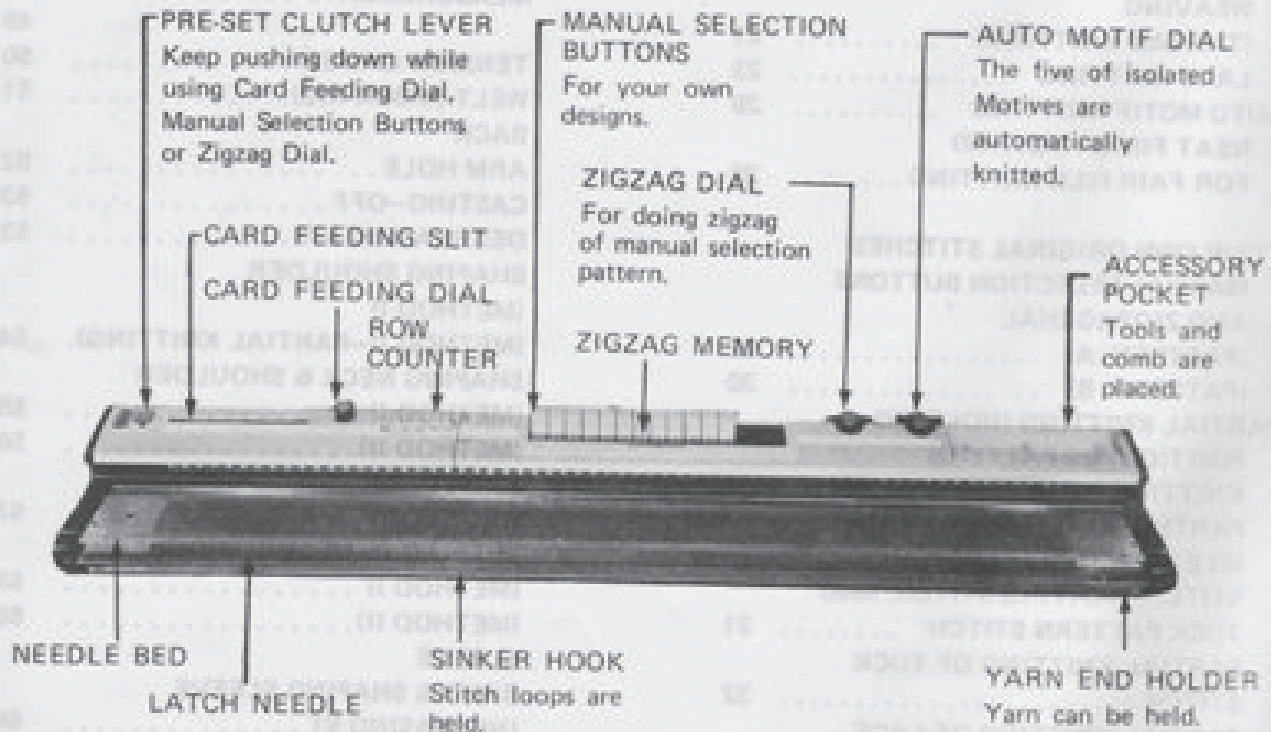 PRE-SET CLUTCH LEVER
Keep pushing down while
using Card Feeding Dial,
Manual Selection Buttons
or Zigzag Dial.
MANUAL SELECTION
BUTTONS
For your own
designs.
AUTO MOTIF DIAL
The five of isolated
Motives are
automatically
knitted.
ZIGZAG DIAL
For doing zigzag
of manual selection
pattern.
CARD FEEDING SLIT
CARD FEEDING DIAL
ROW
COUNTER
ZIGZAG MEMORY
ACCESSORY
POCKET
Tools and
comb are
placed.
NEEDLE BED
LATCH NEEDLE
SINKER HOOK
Stitch loops are
held.
YARN END HOLDER
Yarn can be held.